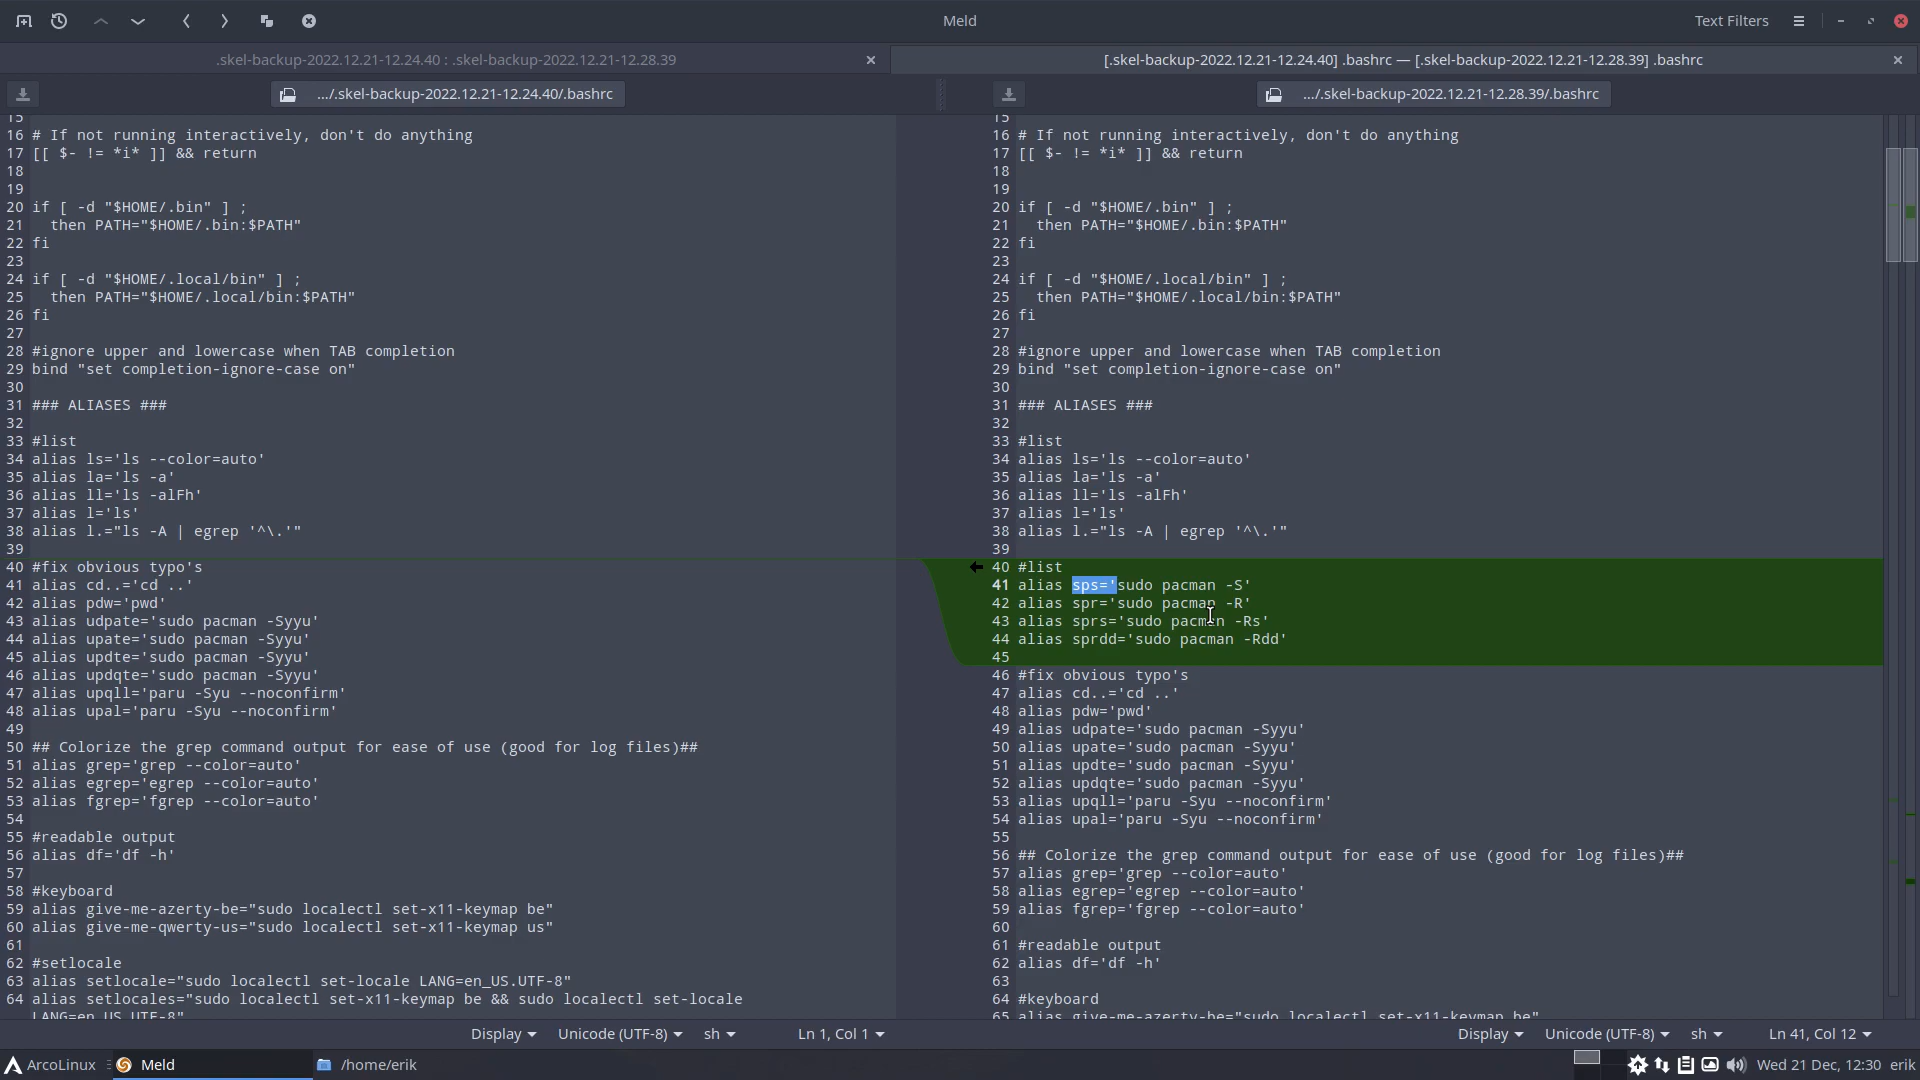 Meld
Text Filters
.skel-backup-2022.12.21-12.24.40 : .skel-backup-2022.12.21-12.28.39
[.skel-backup-2022.12.21-12.24.40] .bashrc — [.skel-backup-2022.12.21-12.28.39] .bashrc
.../.skel-backup-2022.12.21-12.24.40/.bashrc
.../.skel-backup-2022.12.21-12.28.39/.bashrc
15
16 # If not running interactively, don't do anything
17 [[ $- != *i* ]] && return
18
19
20 if [ -d "$HOME/.bin" ] ;
21   then PATH="$HOME/.bin:$PATH"
22 fi
23
24 if [ -d "$HOME/.local/bin" ] ;
25   then PATH="$HOME/.local/bin:$PATH"
26 fi
27
28 #ignore upper and lowercase when TAB completion
29 bind "set completion-ignore-case on"
30
31 ### ALIASES ###
32
33 #list
34 alias ls='ls --color=auto'
35 alias la='ls -a'
36 alias ll='ls -alFh'
37 alias l='ls'
38 alias l.="ls -A | egrep '^\.'"
39
40 #fix obvious typo's
41 alias cd..='cd ..'
42 alias pdw='pwd'
43 alias udpate='sudo pacman -Syyu'
44 alias upate='sudo pacman -Syyu'
45 alias updte='sudo pacman -Syyu'
46 alias updqte='sudo pacman -Syyu'
47 alias upqll='paru -Syu --noconfirm'
48 alias upal='paru -Syu --noconfirm'
49
50 ## Colorize the grep command output for ease of use (good for log files)##
51 alias grep='grep --color=auto'
52 alias egrep='egrep --color=auto'
53 alias fgrep='fgrep --color=auto'
54
55 #readable output
56 alias df='df -h'
57
58 #keyboard
59 alias give-me-azerty-be="sudo localectl set-x11-keymap be"
60 alias give-me-qwerty-us="sudo localectl set-x11-keymap us"
61
62 #setlocale
63 alias setlocale="sudo localectl set-locale LANG=en_US.UTF-8"
64 alias setlocales="sudo localectl set-x11-keymap be && sudo localectl set-locale
LANG=en_US.UTF-8"
15
16 # If not running interactively, don't do anything
17 [[ $- != *i* ]] && return
18
19
20 if [ -d "$HOME/.bin" ] ;
21   then PATH="$HOME/.bin:$PATH"
22 fi
23
24 if [ -d "$HOME/.local/bin" ] ;
25   then PATH="$HOME/.local/bin:$PATH"
26 fi
27
28 #ignore upper and lowercase when TAB completion
29 bind "set completion-ignore-case on"
30
31 ### ALIASES ###
32
33 #list
34 alias ls='ls --color=auto'
35 alias la='ls -a'
36 alias ll='ls -alFh'
37 alias l='ls'
38 alias l.="ls -A | egrep '^\.'"
39
40 #list
41 alias sps='sudo pacman -S'
42 alias spr='sudo pacman -R'
43 alias sprs='sudo pacman -Rs'
44 alias sprdd='sudo pacman -Rdd'
45
46 #fix obvious typo's
47 alias cd..='cd ..'
48 alias pdw='pwd'
49 alias udpate='sudo pacman -Syyu'
50 alias upate='sudo pacman -Syyu'
51 alias updte='sudo pacman -Syyu'
52 alias updqte='sudo pacman -Syyu'
53 alias upqll='paru -Syu --noconfirm'
54 alias upal='paru -Syu --noconfirm'
55
56 ## Colorize the grep command output for ease of use (good for log files)##
57 alias grep='grep --color=auto'
58 alias egrep='egrep --color=auto'
59 alias fgrep='fgrep --color=auto'
60
61 #readable output
62 alias df='df -h'
63
64 #keyboard
65 alias give-me-azerty-be="sudo localectl set-x11-keymap be"
Display Unicode (UTF-8) sh Ln 1, Col 1
Display Unicode (UTF-8) sh Ln 41, Col 12
ArcoLinux Meld /home/erik Wed 21 Dec, 12:30 erik